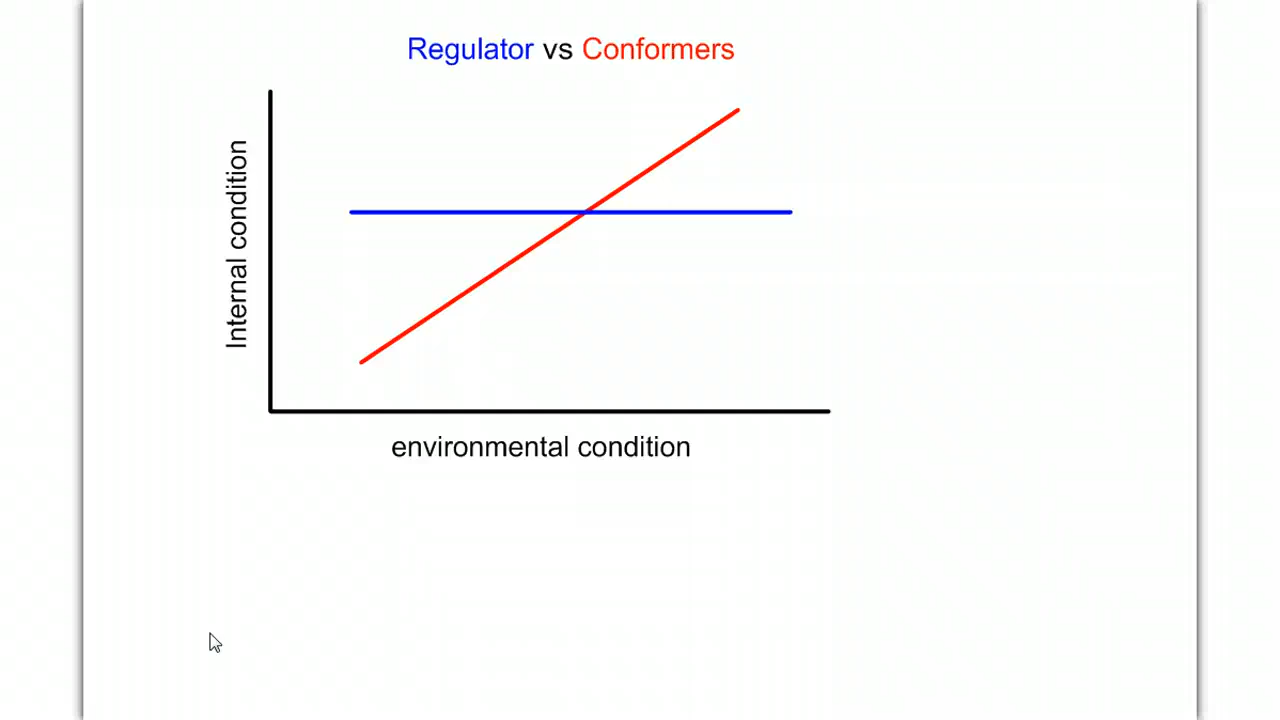 Regulator vs Conformers
Internal condition
environmental condition